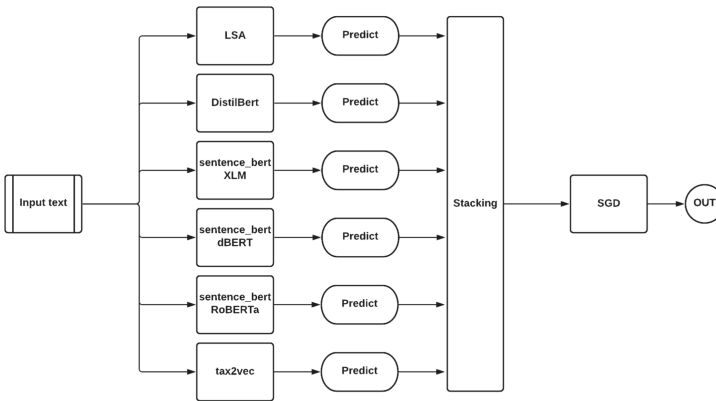 LSA
Predict
DistilBert
Predict
sentence_bert
XLM
Predict
Input text
Stacking
SGD
OUT
sentence_bert
dBERT
Predict
sentence_bert
RoBERTa
Predict
tax2vec
Predict